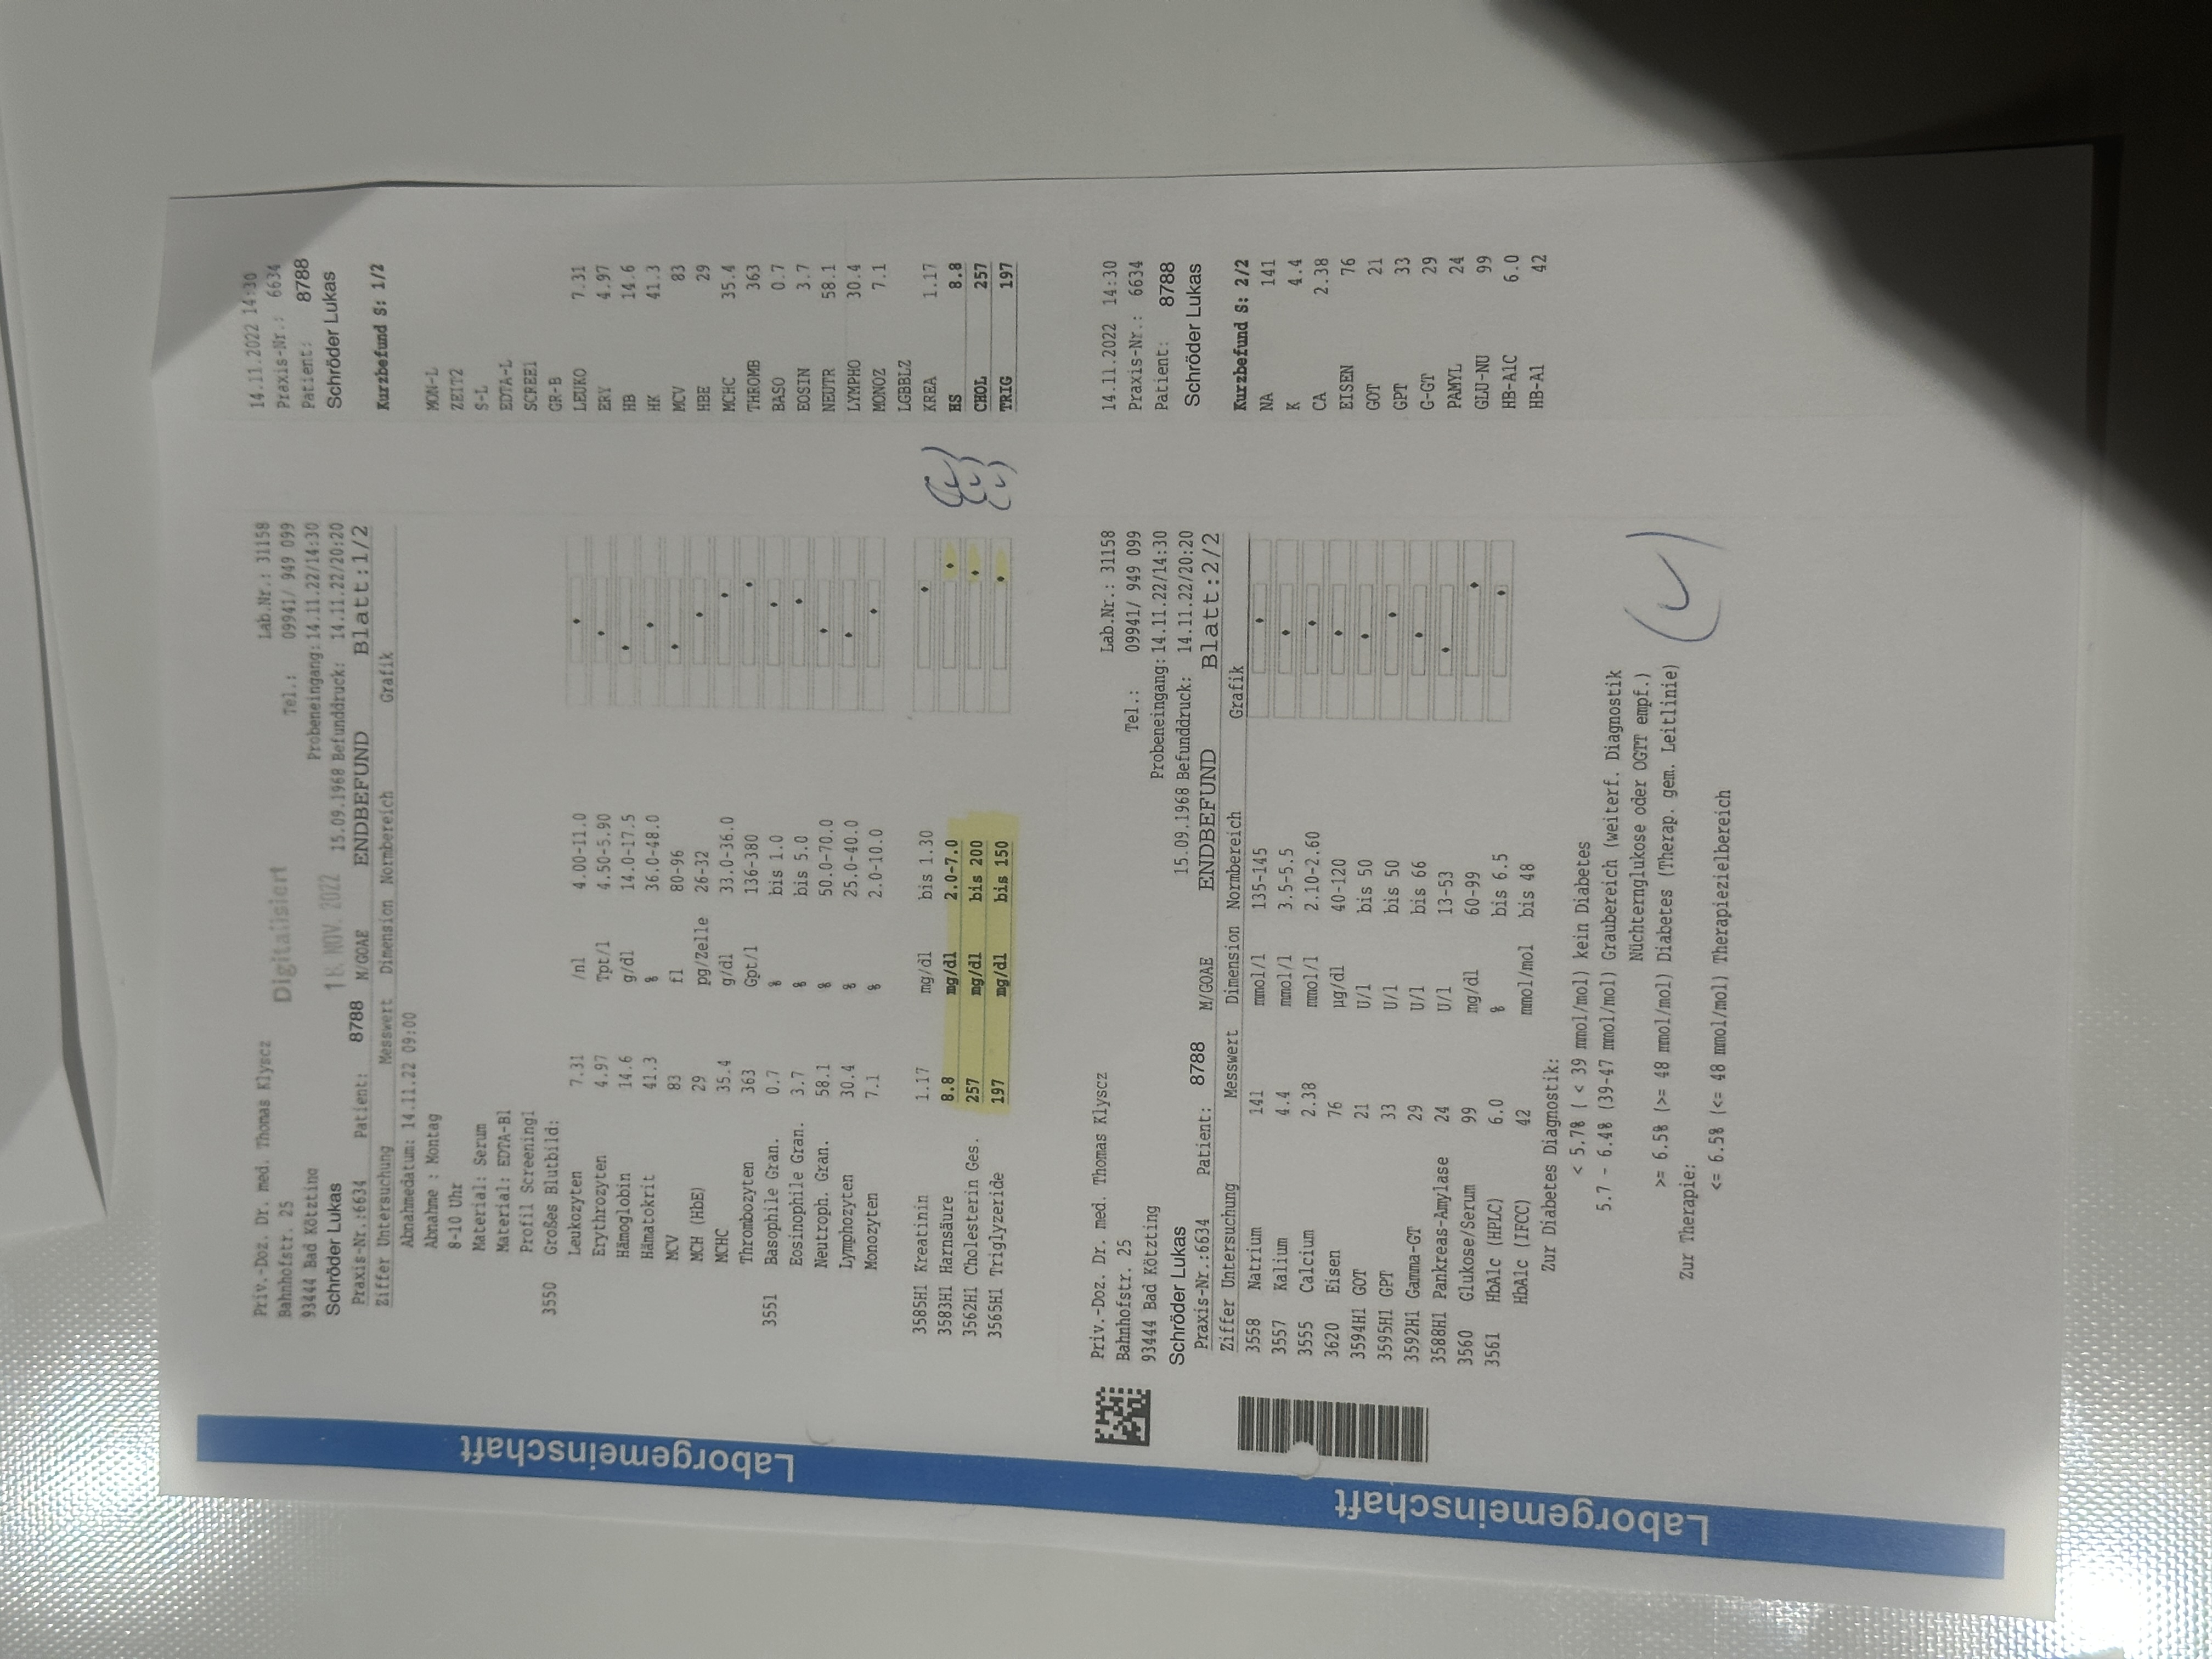 Laborgemeinschaft
Priv.-Doz. Dr. med. Thomas Klyscz
Bahnhofstr. 25
93444 Bad Kötzting
Schröder Lukas
Digitalisiert
NOV. 2022
Lab.Nr.: 31158
Tel.: 09941/ 949 099
Probeneingang: 14.11.22/14:30
15.09.1968 Befunddruck: 14.11.22/20:20
Praxis-Nr.:6634 Patient: 8788 M/GOAE ENDBEFUND Blatt:1/2
Ziffer Untersuchung Messwert Dimension Normbereich Grafik
Abnahmedatum: 14.11.22 09:00
Abnahme : Montag
8-10 Uhr
Material: Serum
Material: EDTA-Bl
Profil Screening1
3550 Großes Blutbild:
Leukozyten 7.31 /nl 4.00-11.0
Erythrozyten 4.97 Tpt/l 4.50-5.90
Hämoglobin 14.6 g/dl 14.0-17.5
Hämatokrit 41.3 % 36.0-48.0
MCV 83 fl 80-96
MCH (HbE) 29 pg/Zelle 26-32
MCHC 35.4 g/dl 33.0-36.0
Thrombozyten 363 Gpt/l 136-380
3551 Basophile Gran. 0.7 % bis 1.0
Eosinophile Gran. 3.7 % bis 5.0
Neutroph. Gran. 58.1 % 50.0-70.0
Lymphozyten 30.4 % 25.0-40.0
Monozyten 7.1 % 2.0-10.0
3585H1 Kreatinin 1.17 mg/dl bis 1.30
3583H1 Harnsäure 8.8 mg/dl 2.0-7.0
3562H1 Cholesterin Ges. 257 mg/dl bis 200
3565H1 Triglyzeride 197 mg/dl bis 150
14.11.2022 14:30
Praxis-Nr.: 6634
Patient: 8788
Schröder Lukas
Kurzbefund S: 1/2
MON-L
ZEIT2
S-L
EDTA-L
SCREE1
GR-B
LEUKO 7.31
ERY 4.97
HB 14.6
HK 41.3
MCV 83
HBE 29
MCHC 35.4
THROMB 363
BASO 0.7
EOSIN 3.7
NEUTR 58.1
LYMPHO 30.4
MONOZ 7.1
LGBBLZ
KREA 1.17
HS 8.8
CHOL 257
TRIG 197
Laborgemeinschaft
Priv.-Doz. Dr. med. Thomas Klyscz
Bahnhofstr. 25
93444 Bad Kötzting
Schröder Lukas
Lab.Nr.: 31158
Tel.: 09941/ 949 099
Probeneingang: 14.11.22/14:30
15.09.1968 Befunddruck: 14.11.22/20:20
Praxis-Nr.:6634 Patient: 8788 M/GOAE ENDBEFUND Blatt:2/2
Ziffer Untersuchung Messwert Dimension Normbereich Grafik
3558 Natrium 141 mmol/l 135-145
3557 Kalium 4.4 mmol/l 3.5-5.5
3555 Calcium 2.38 mmol/l 2.10-2.60
3620 Eisen 76 µg/dl 40-120
3594H1 GOT 21 U/l bis 50
3595H1 GPT 33 U/l bis 50
3592H1 Gamma-GT 29 U/l bis 66
3588H1 Pankreas-Amylase 24 U/l 13-53
3560 Glukose/Serum 99 mg/dl 60-99
3561 HbA1c (HPLC) 6.0 % bis 6.5
HbA1c (IFCC) 42 mmol/mol bis 48
Zur Diabetes Diagnostik:
< 5.7% ( < 39 mmol/mol) kein Diabetes
5.7 - 6.4% (39-47 mmol/mol) Graubereich (weiterf. Diagnostik
Nüchternglukose oder OGTT empf.)
>= 6.5% (>= 48 mmol/mol) Diabetes (Therap. gem. Leitlinie)
Zur Therapie:
<= 6.5% (<= 48 mmol/mol) Therapiezielbereich
14.11.2022 14:30
Praxis-Nr.: 6634
Patient: 8788
Schröder Lukas
Kurzbefund S: 2/2
NA 141
K 4.4
CA 2.38
EISEN 76
GOT 21
GPT 33
G-GT 29
PAMYL 24
GLU-NU 99
HB-A1C 6.0
HB-A1 42